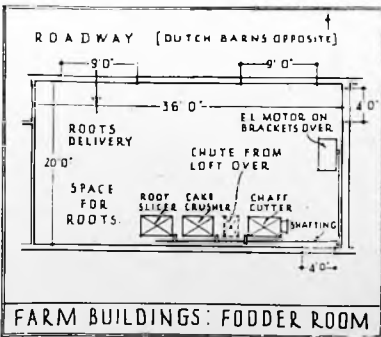 ROADWAY [DUTCH BARNS OPPOSITE]
9'0"
9'0"
36'0"
4'0"
EL MOTOR ON
BRACKETS OVER
ROOTS
DELIVERY
20'0"
CHUTE FROM
LOFT OVER
SPACE
FOR
ROOTS.
ROOT
SLICER
CAKE
CRUSHER
CHAFF
CUTTER
SHAFTING
4'0"
FARM BUILDINGS: FODDER ROOM